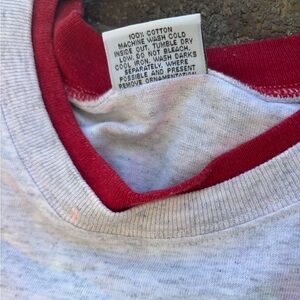 100% COTTON
MACHINE WASH COLD
INSIDE OUT. TUMBLE DRY
LOW. DO NOT BLEACH.
COOL IRON. WASH DARKS
SEPARATELY, WHERE
POSSIBLE AND PRESENT
REMOVE ORNAMENTATION